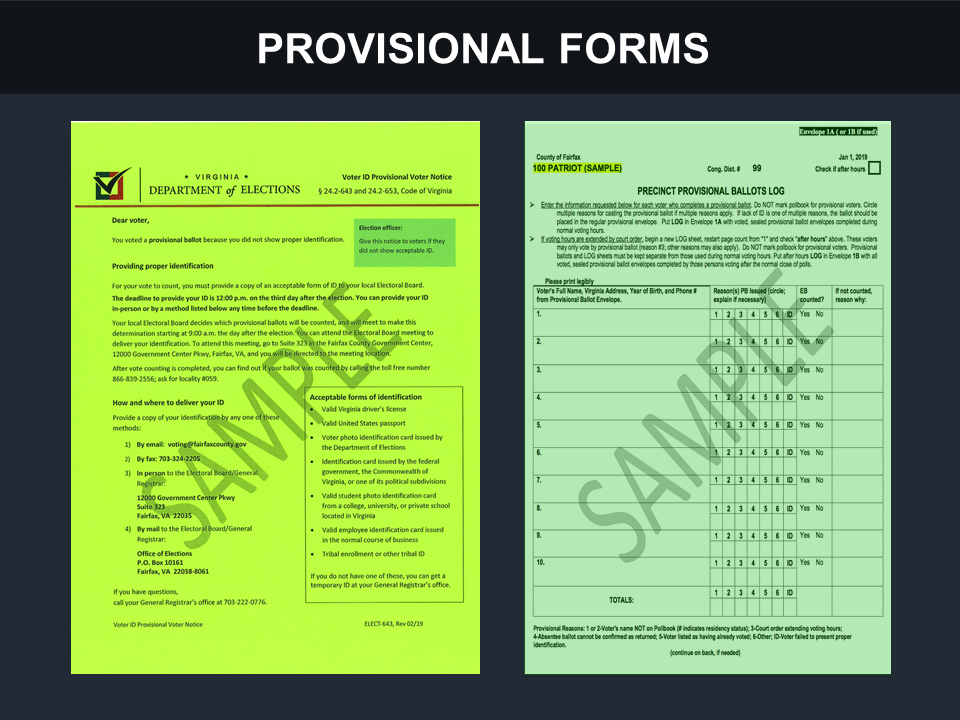 PROVISIONAL FORMS
★ VIRGINIA ★
DEPARTMENT of ELECTIONS
Voter ID Provisional Voter Notice
§ 24.2-643 and 24.2-653, Code of Virginia
Dear voter,
You voted a provisional ballot because you did not show proper identification.
Election officer:
Give this notice to voters if they
did not show acceptable ID.
Providing proper identification
For your vote to count, you must provide a copy of an acceptable form of ID to your local Electoral Board.
The deadline to provide your ID is 12:00 p.m. on the third day after the election. You can provide your ID
in-person or by a method listed below any time before the deadline.
Your local Electoral Board decides which provisional ballots will be counted, and will meet to make this
determination starting at 9:00 am. the day after the election. You can attend the Electoral Board meeting to
deliver your identification. To attend this meeting, go to Suite 323 in the Fairfax County Government Center,
12000 Government Center Pkwy, Fairfax, VA, and you will be directed to the meeting location.
After vote counting is completed, you can find out if your ballot was counted by calling the toll free number
866-839-2556; ask for locality #059.
How and where to deliver your ID
Provide a copy of your identification by any one of these
methods:
1) By email: voting@fairfaxcounty.gov
2) By fax: 703-324-2205
3) In person to the Electoral Board/General
Registrar:
12000 Government Center Pkwy
Suite 323
Fairfax, VA 22035
4) By mail to the Electoral Board/General
Registrar:
Office of Elections
P.O. Box 10161
Fairfax, VA 22038-8061
If you have questions,
call your General Registrar's office at 703-222-0776.
Acceptable forms of identification
• Valid Virginia driver's license
• Valid United States passport
• Voter photo identification card issued by
the Department of Elections
• Identification card issued by the federal
government, the Commonwealth of
Virginia, or one of its political subdivisions
• Valid student photo identification card
from a college, university, or private school
located in Virginia
• Valid employee identification card issued
in the normal course of business
• Tribal enrollment or other tribal ID
If you do not have one of these, you can get a
temporary ID at your General Registrar's office.
Voter ID Provisional Voter Notice
ELECT-643, Rev 02/19
SAMPLE
Envelope 1A ( or 1B if used)
County of Fairfax
Jan 1, 2019
100 PATRIOT (SAMPLE)
Cong. Dist. # 99
Check if after hours
PRECINCT PROVISIONAL BALLOTS LOG
➢ Enter the information requested below for each voter who completes a provisional ballot. Do NOT mark pollbook for provisional voters. Circle
multiple reasons for casting the provisional ballot if multiple reasons apply. If lack of ID is one of multiple reasons, the ballot should be
placed in the regular provisional envelope. Put LOG in Envelope 1A with voted, sealed provisional ballot envelopes completed during
normal voting hours.
➢ If voting hours are extended by court order, begin a new LOG sheet, restart page count from "1" and check "after hours" above. These voters
may only vote by provisional ballot (reason #3; other reasons may also apply). Do NOT mark pollbook for provisional voters. Provisional
ballots and LOG sheets must be kept separate from those used during normal voting hours. Put after hours LOG in Envelope 1B with all
voted, sealed provisional ballot envelopes completed by those persons voting after the normal close of polls.
Please print legibly
Voter's Full Name, Virginia Address, Year of Birth, and Phone #
from Provisional Ballot Envelope.
Reason(s) PB Issued (circle;
explain if necessary)
EB
counted?
If not counted,
reason why:
1. 1 2 3 4 5 6 ID Yes No
2. 1 2 3 4 5 6 ID Yes No
3. 1 2 3 4 5 6 ID Yes No
4. 1 2 3 4 5 6 ID Yes No
5. 1 2 3 4 5 6 ID Yes No
6. 1 2 3 4 5 6 ID Yes No
7. 1 2 3 4 5 6 ID Yes No
8. 1 2 3 4 5 6 ID Yes No
9. 1 2 3 4 5 6 ID Yes No
10. 1 2 3 4 5 6 ID Yes No
TOTALS: 1 2 3 4 5 6 ID
Provisional Reasons: 1 or 2-Voter's name NOT on Pollbook (# indicates residency status); 3-Court order extending voting hours;
4-Absentee ballot cannot be confirmed as returned; 5-Voter listed as having already voted; 6-Other; ID-Voter failed to present proper
identification.
(continue on back, if needed)
SAMPLE